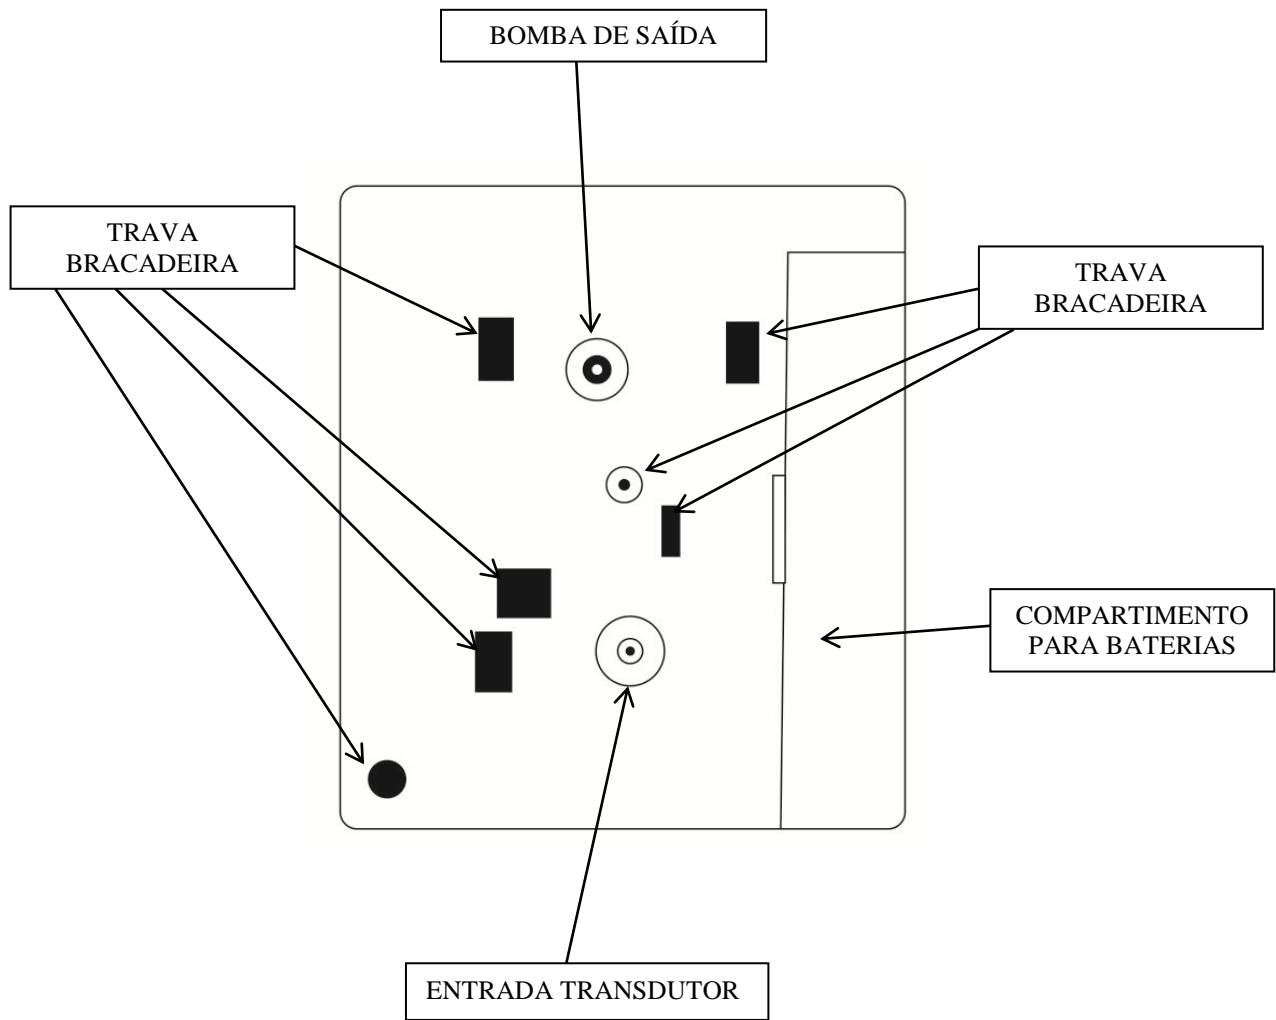 BOMBA DE SAÍDA
TRAVA
BRACADEIRA
TRAVA
BRACADEIRA
COMPARTIMENTO
PARA BATERIAS
ENTRADA TRANSDUTOR